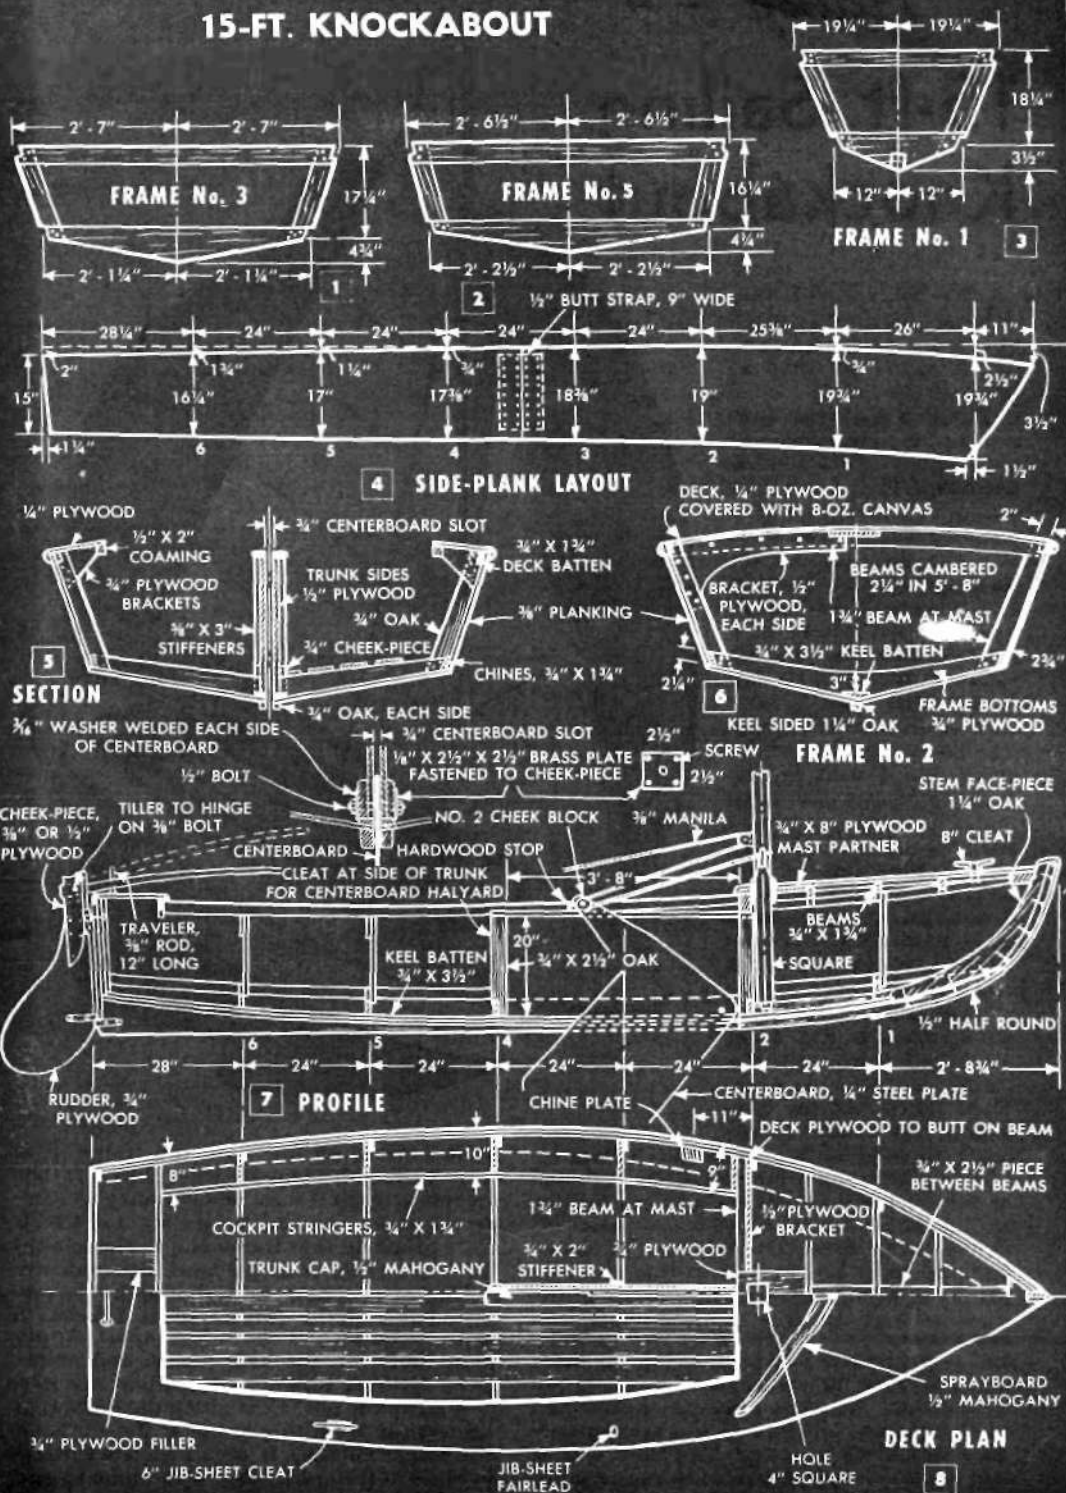 15-FT. KNOCKABOUT
19¼" 19¼"
18¼"
3½"
12" 12"
FRAME No. 1
3
2'-7" 2'-7"
FRAME No. 3
17¼"
4¾"
2'-1¼" 2'-1¼"
1
2'-6½" 2'-6½"
FRAME No. 5
16¼"
4¾"
2'-2½" 2'-2½"
2
½" BUTT STRAP, 9" WIDE
28¼" 24" 24" 24" 24" 25⅜" 26" 11"
2" 1¾" 1¼" ¾" ¾" 2½"
15" 16¼" 17" 17⅜" 18⅜" 19" 19¾" 19¾" 3½"
1¼" 6 5 4 3 2 1 1½"
4 SIDE-PLANK LAYOUT
¼" PLYWOOD
½" X 2"
COAMING
¾" PLYWOOD
BRACKETS
⅜" X 3"
STIFFENERS
¾" CENTERBOARD SLOT
TRUNK SIDES
½" PLYWOOD
¾" OAK
¾" CHEEK-PIECE
¾" X 1¾"
DECK BATTEN
⅜" PLANKING
CHINES, ¾" X 1¾"
¾" OAK, EACH SIDE
5
SECTION
DECK, ¼" PLYWOOD
COVERED WITH 8-OZ. CANVAS
2"
BRACKET, ½"
PLYWOOD,
EACH SIDE
BEAMS CAMBERED
2¼" IN 5'-8"
1¾" BEAM AT MAST
¾" X 3½" KEEL BATTEN
2¼"
3"
2¾"
6
KEEL SIDED 1¼" OAK
FRAME BOTTOMS
¾" PLYWOOD
FRAME No. 2
3/16" WASHER WELDED EACH SIDE
OF CENTERBOARD
½" BOLT
¾" CENTERBOARD SLOT
⅛" X 2½" X 2½" BRASS PLATE
FASTENED TO CHEEK-PIECE
2½"
SCREW
2½"
CHEEK-PIECE,
⅜" OR ½"
PLYWOOD
TILLER TO HINGE
ON ⅜" BOLT
NO. 2 CHEEK BLOCK
⅜" MANILA
STEM FACE-PIECE
1¼" OAK
¾" X 8" PLYWOOD
MAST PARTNER
8" CLEAT
CENTERBOARD
HARDWOOD STOP
CLEAT AT SIDE OF TRUNK
FOR CENTERBOARD HALYARD
3'-8"
TRAVELER,
⅜" ROD,
12" LONG
KEEL BATTEN
¾" X 3½"
20"
¾" X 2½" OAK
BEAMS
¾" X 1¾"
SQUARE
½" HALF ROUND
6 5 4 2 1
28" 24" 24" 24" 24" 24" 2'-8¾"
RUDDER, ¾"
PLYWOOD
7 PROFILE
CHINE PLATE
CENTERBOARD, ¼" STEEL PLATE
11"
DECK PLYWOOD TO BUTT ON BEAM
8"
10"
9"
¾" X 2½" PIECE
BETWEEN BEAMS
COCKPIT STRINGERS, ¾" X 1¾"
1¾" BEAM AT MAST
½" PLYWOOD
BRACKET
TRUNK CAP, ½" MAHOGANY
¾" X 2"
STIFFENER
¾" PLYWOOD
SPRAYBOARD
½" MAHOGANY
¾" PLYWOOD FILLER
6" JIB-SHEET CLEAT
JIB-SHEET
FAIRLEAD
HOLE
4" SQUARE
DECK PLAN
8